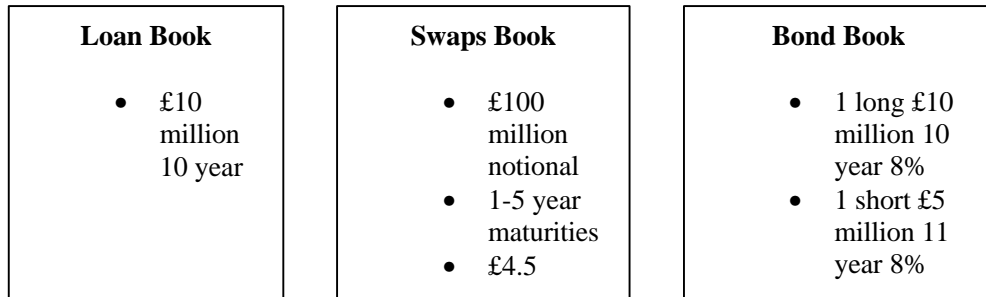 Loan Book
• £10
million
10 year
Swaps Book
• £100
million
notional
• 1-5 year
maturities
• £4.5
Bond Book
• 1 long £10
million 10
year 8%
• 1 short £5
million 11
year 8%